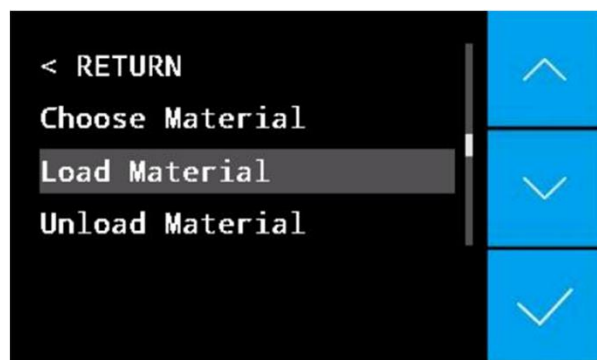 < RETURN
Choose Material
Load Material
Unload Material